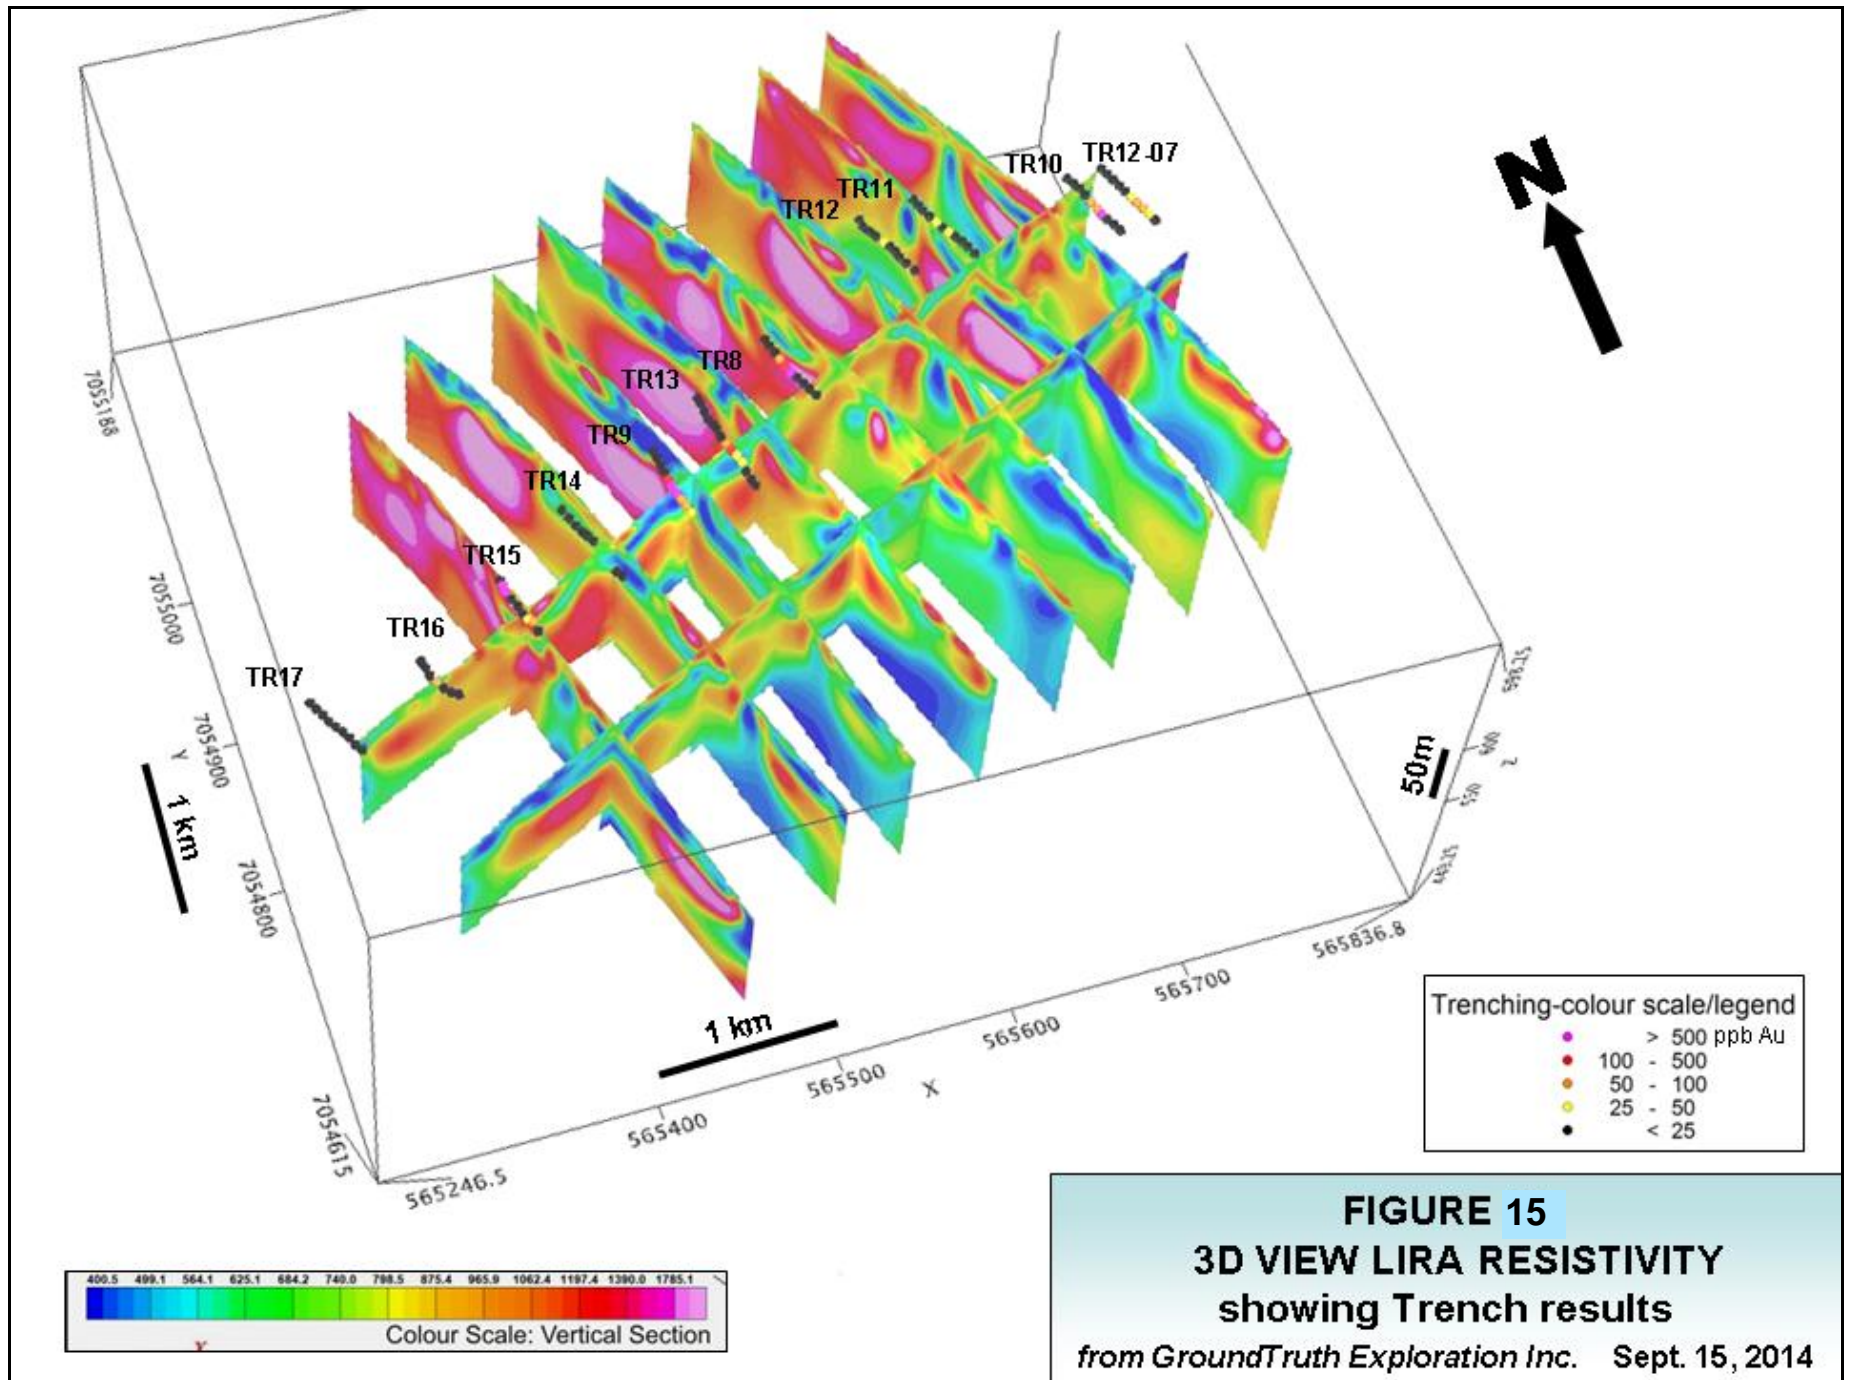 TR10
TR12-07
TR11
TR12
TR8
TR13
TR9
TR14
TR15
TR16
TR17
N
7055188
7055000
Y
7054900
1 km
7054800
7054615
565246.5
565400
1 km
565500
X
565600
565700
565836.8
50m
600
Z
550
449.25
Trenching-colour scale/legend
> 500 ppb Au
100 - 500
50 - 100
25 - 50
< 25
400.5 499.1 564.1 625.1 684.2 740.0 798.5 875.4 965.9 1062.4 1197.4 1390.0 1785.1
Colour Scale: Vertical Section
Y
FIGURE 15
3D VIEW LIRA RESISTIVITY
showing Trench results
from GroundTruth Exploration Inc. Sept. 15, 2014